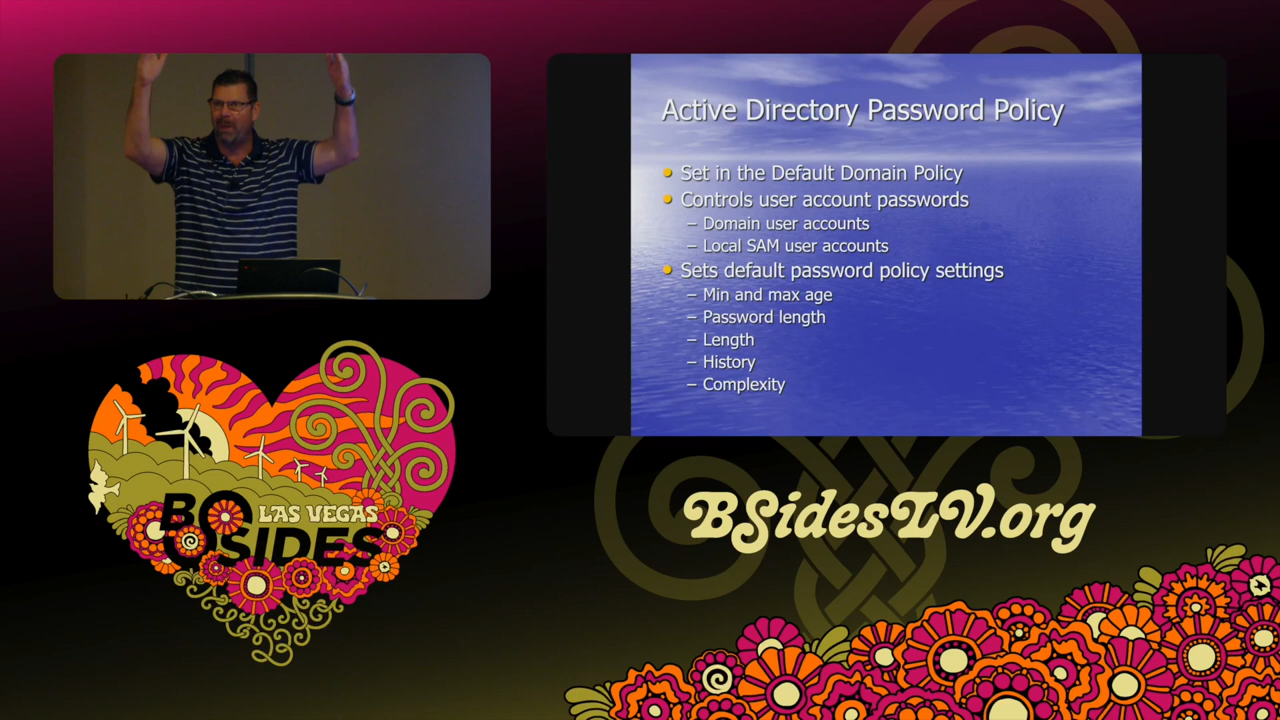 Active Directory Password Policy
• Set in the Default Domain Policy
• Controls user account passwords
– Domain user accounts
– Local SAM user accounts
• Sets default password policy settings
– Min and max age
– Password length
– Length
– History
– Complexity
LAS VEGAS
BSIDES
BSidesLV.org